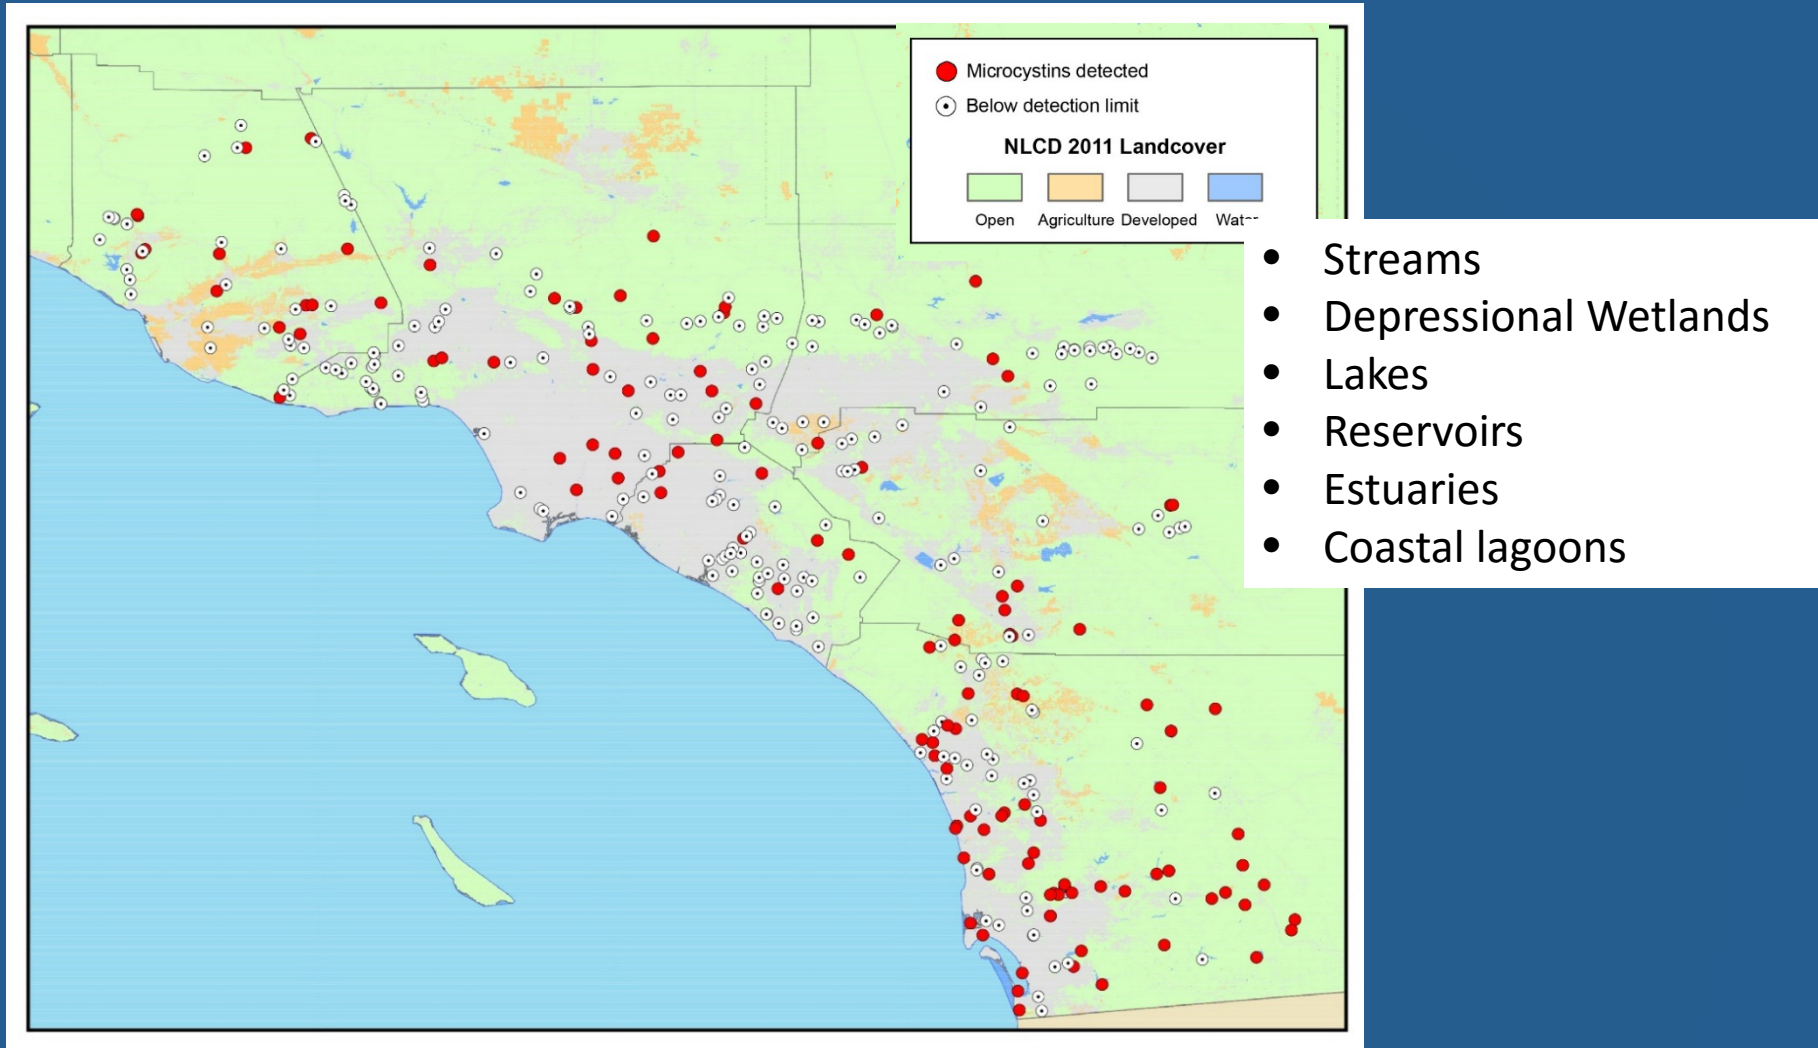 Microcystins detected
Below detection limit
NLCD 2011 Landcover
Open Agriculture Developed Water
• Streams
• Depressional Wetlands
• Lakes
• Reservoirs
• Estuaries
• Coastal lagoons